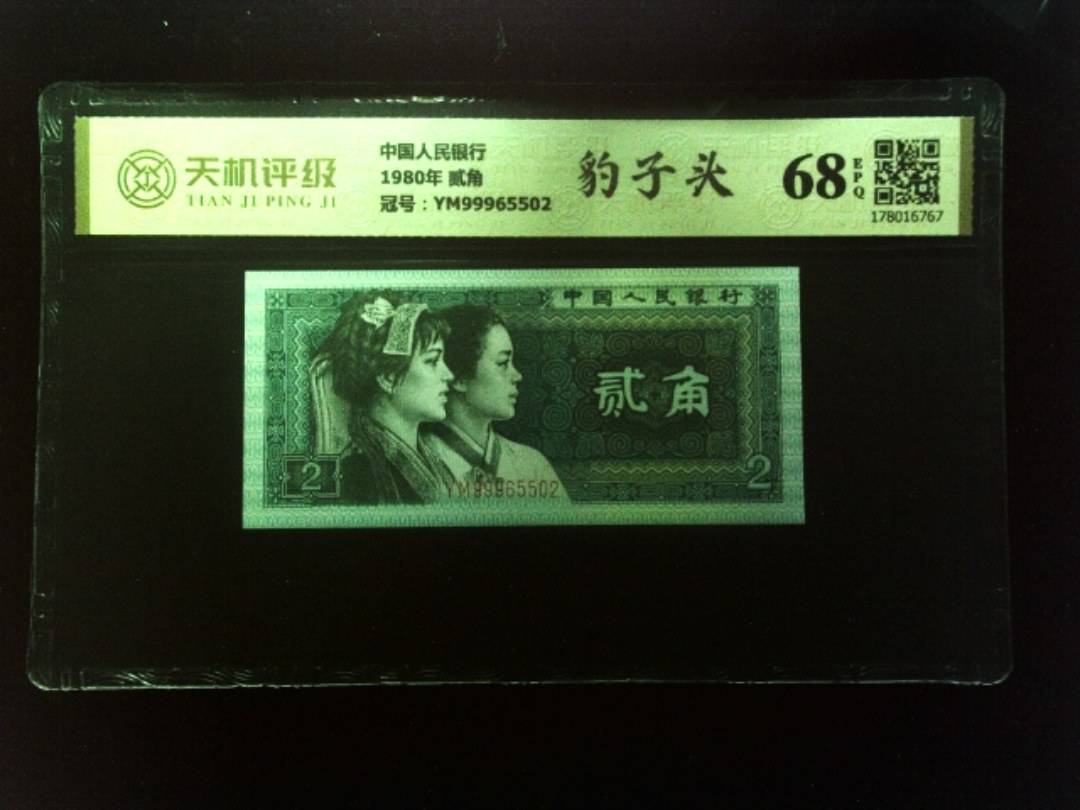 天机评级
TIAN JI PING JI
中国人民银行
1980年 贰角
冠号：YM99965502
豹子头
68
EPQ
178016767
中国人民银行
贰角
2
2
YM99965502